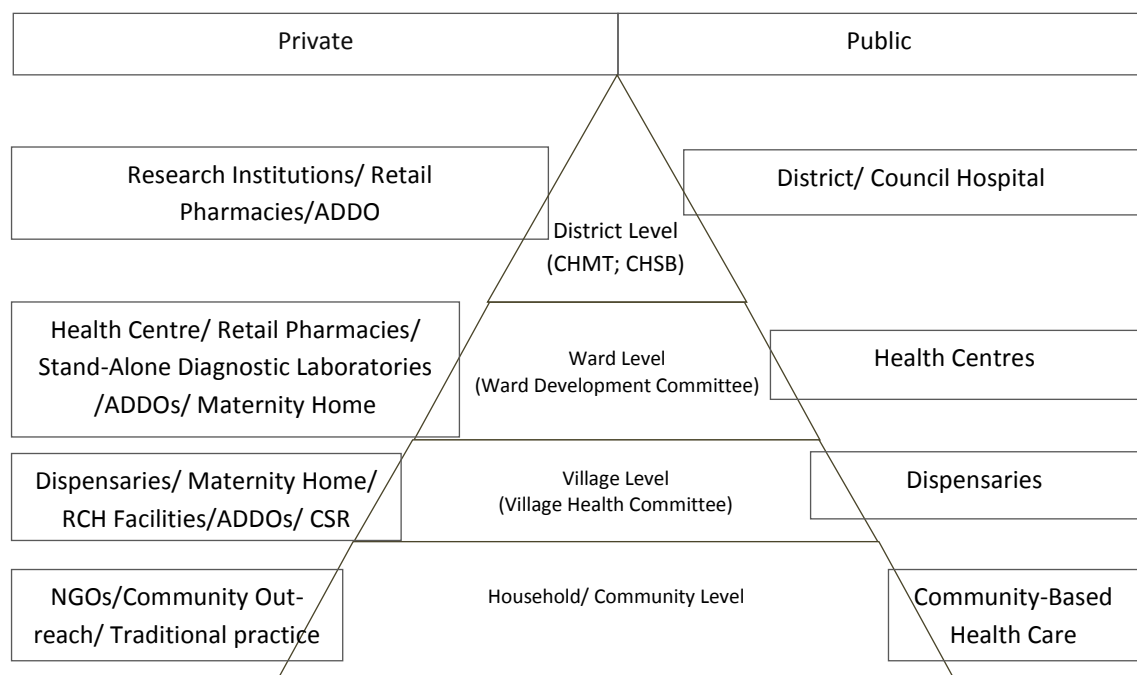 Private
Public
Research Institutions/ Retail
Pharmacies/ADDO
District/ Council Hospital
District Level
(CHMT; CHSB)
Health Centre/ Retail Pharmacies/
Stand-Alone Diagnostic Laboratories
/ADDOs/ Maternity Home
Ward Level
(Ward Development Committee)
Health Centres
Dispensaries/ Maternity Home/
RCH Facilities/ADDOs/ CSR
Village Level
(Village Health Committee)
Dispensaries
NGOs/Community Out-
reach/ Traditional practice
Household/ Community Level
Community-Based
Health Care